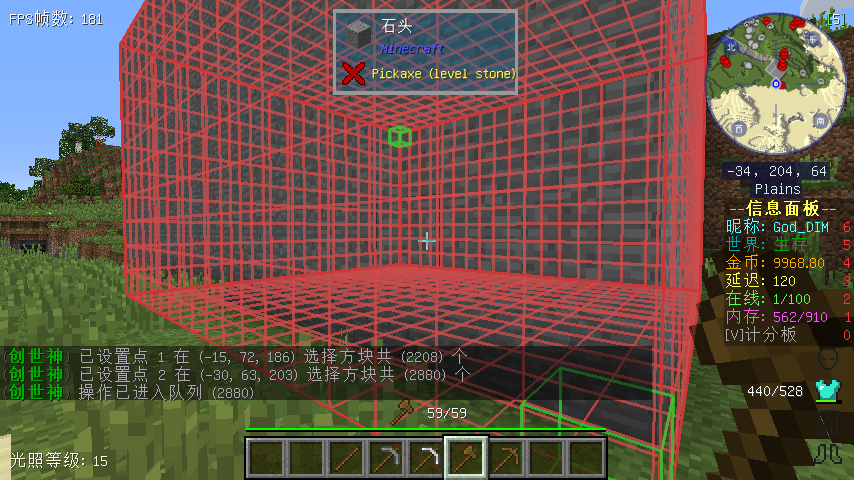 FPS帧数: 181
石头
Minecraft
Pickaxe (level stone)
北
西
南
-34, 204, 64
Plains
--信息面板--
昵称: God_DIM 6
世界: 生存 5
金币: 9968.80 4
延迟: 120 3
在线: 1/100 2
内存: 562/910 1
[V]计分板 0
(创世神) 已设置点 1 在 (-15, 72, 186) 选择方块共 (2208) 个
(创世神) 已设置点 2 在 (-30, 63, 203) 选择方块共 (2880) 个
(创世神) 操作已进入队列 (2880)
440/528
59/59
光照等级: 15